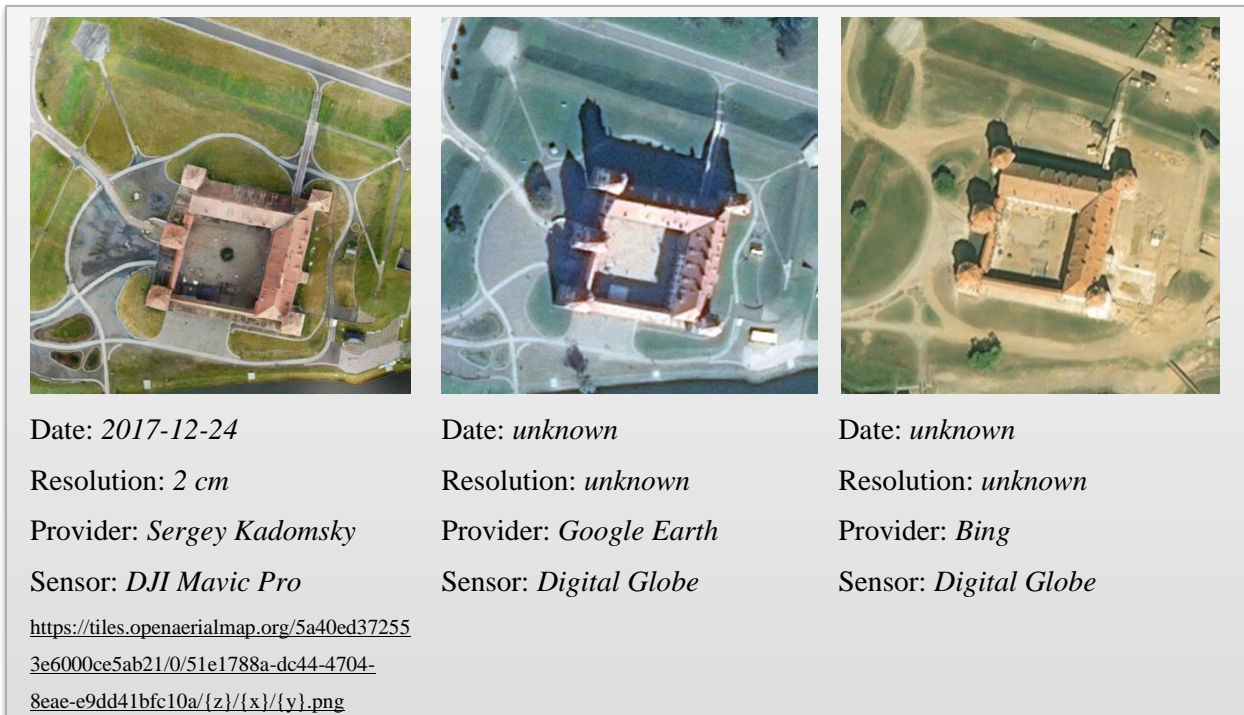 Date: 2017-12-24
Resolution: 2 cm
Provider: Sergey Kadomsky
Sensor: DJI Mavic Pro
https://tiles.openaerialmap.org/5a40ed37255
3e6000ce5ab21/0/51e1788a-dc44-4704-
8eae-e9dd41bfc10a/{z}/{x}/{y}.png
Date: unknown
Resolution: unknown
Provider: Google Earth
Sensor: Digital Globe
Date: unknown
Resolution: unknown
Provider: Bing
Sensor: Digital Globe